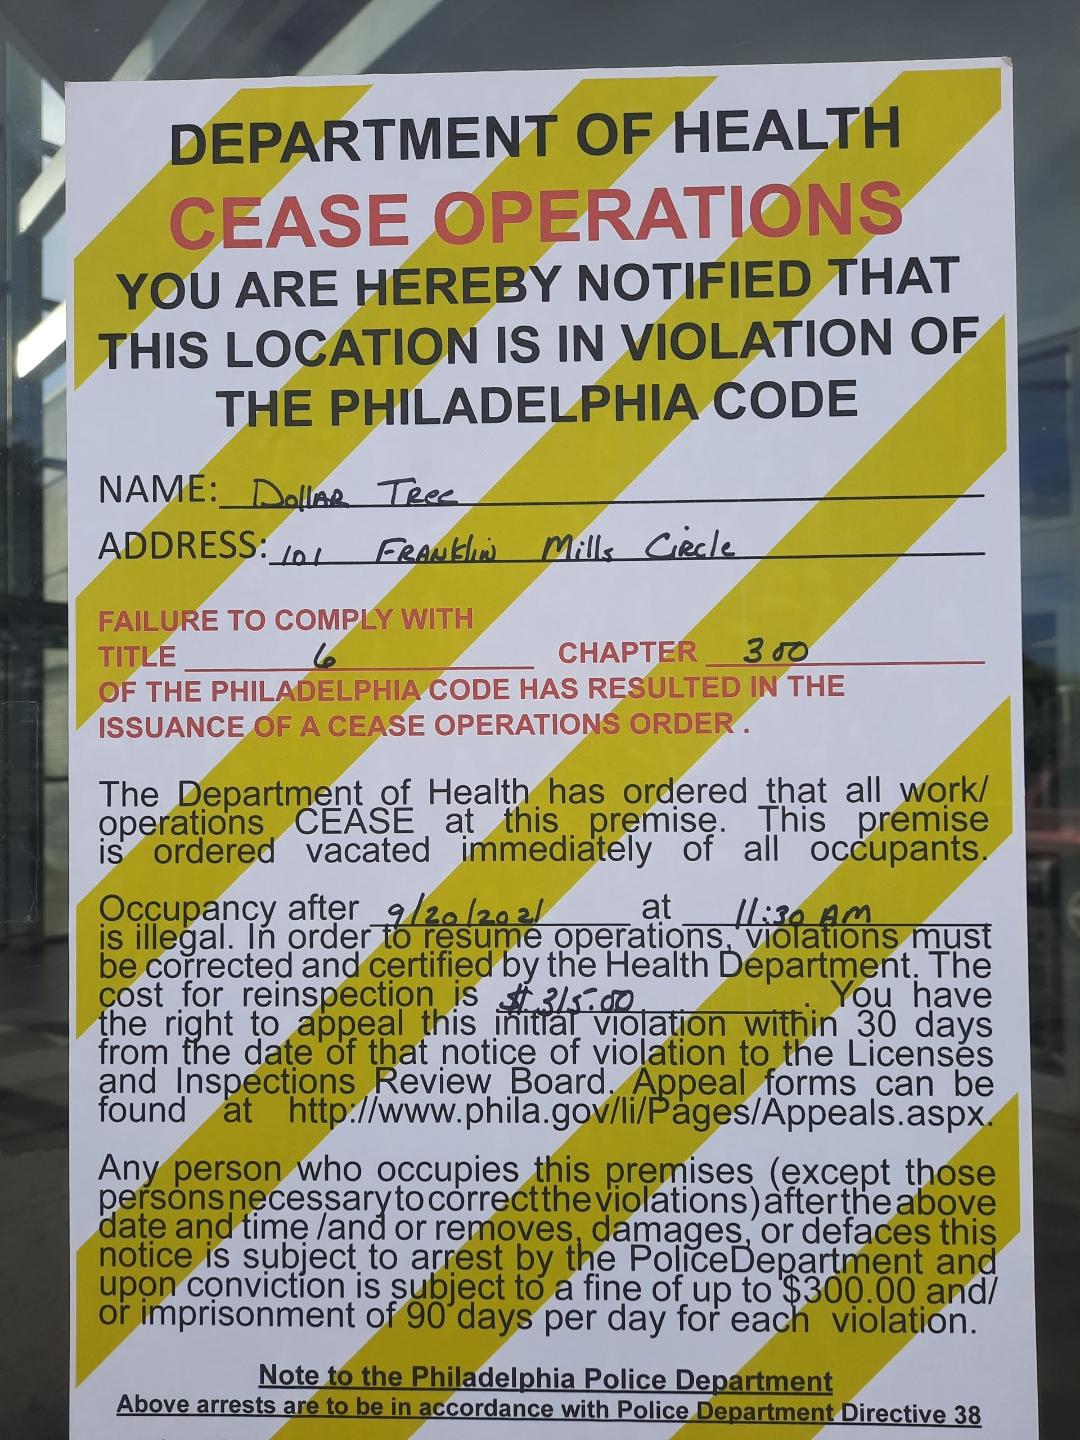 DEPARTMENT OF HEALTH
CEASE OPERATIONS
YOU ARE HEREBY NOTIFIED THAT
THIS LOCATION IS IN VIOLATION OF
THE PHILADELPHIA CODE
NAME: Dollar Tree
ADDRESS: 101 Franklin Mills Circle
FAILURE TO COMPLY WITH
TITLE 6 CHAPTER 300
OF THE PHILADELPHIA CODE HAS RESULTED IN THE
ISSUANCE OF A CEASE OPERATIONS ORDER .
The Department of Health has ordered that all work/
operations CEASE at this premise. This premise
is ordered vacated immediately of all occupants.
Occupancy after 9/20/2021 at 11:30 AM
is illegal. In order to resume operations, violations must
be corrected and certified by the Health Department. The
cost for reinspection is $315.00. You have
the right to appeal this initial violation within 30 days
from the date of that notice of violation to the Licenses
and Inspections Review Board. Appeal forms can be
found at http://www.phila.gov/li/Pages/Appeals.aspx.
Any person who occupies this premises (except those
persons necessary to correct the violations) after the above
date and time /and or removes, damages, or defaces this
notice is subject to arrest by the Police Department and
upon conviction is subject to a fine of up to $300.00 and/
or imprisonment of 90 days per day for each violation.
Note to the Philadelphia Police Department
Above arrests are to be in accordance with Police Department Directive 38